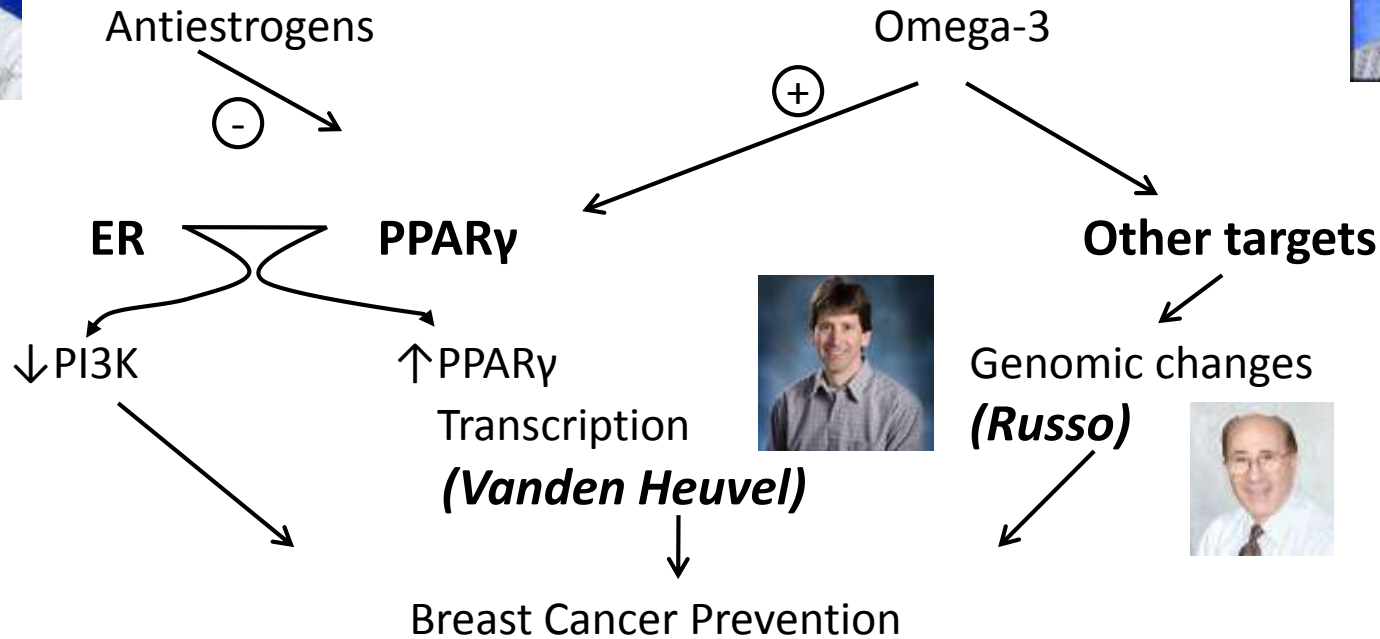 Antiestrogens
Omega-3
+
-
ER
PPARγ
Other targets
↓PI3K
↑PPARγ
Transcription
(Vanden Heuvel)
Genomic changes
(Russo)
Breast Cancer Prevention